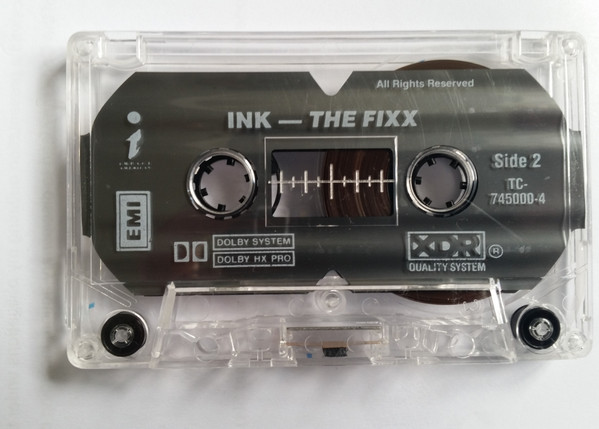 All Rights Reserved
INK — THE FIXX
Side 2
TC-
745000-4
EMI
DOLBY SYSTEM
DOLBY HX PRO
XDR ®
QUALITY SYSTEM